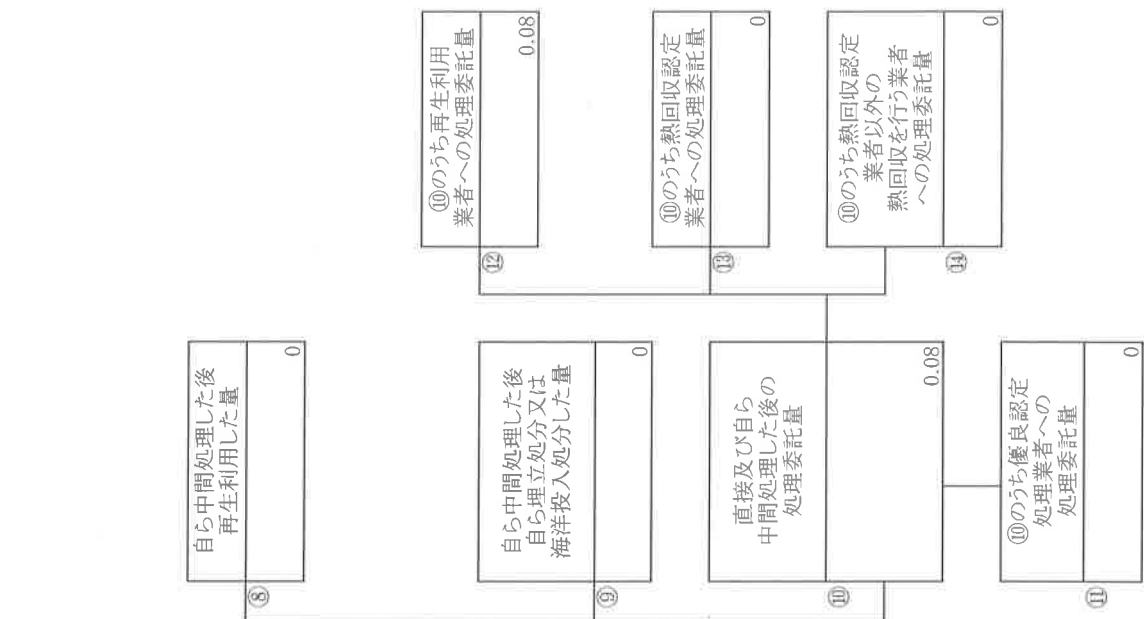 ⑧
自ら中間処理した後
再生利用した量
0
⑨
自ら中間処理した後
自ら埋立処分又は
海洋投入処分した量
0
⑩
直接及び自ら
中間処理した後の
処理委託量
0.08
⑪
⑩のうち優良認定
処理業者への
処理委託量
0
⑫
⑩のうち再生利用
業者への処理委託量
0.08
⑬
⑩のうち熱回収認定
業者への処理委託量
0
⑭
⑩のうち熱回収認定
業者以外の
熱回収を行う業者
への処理委託量
0